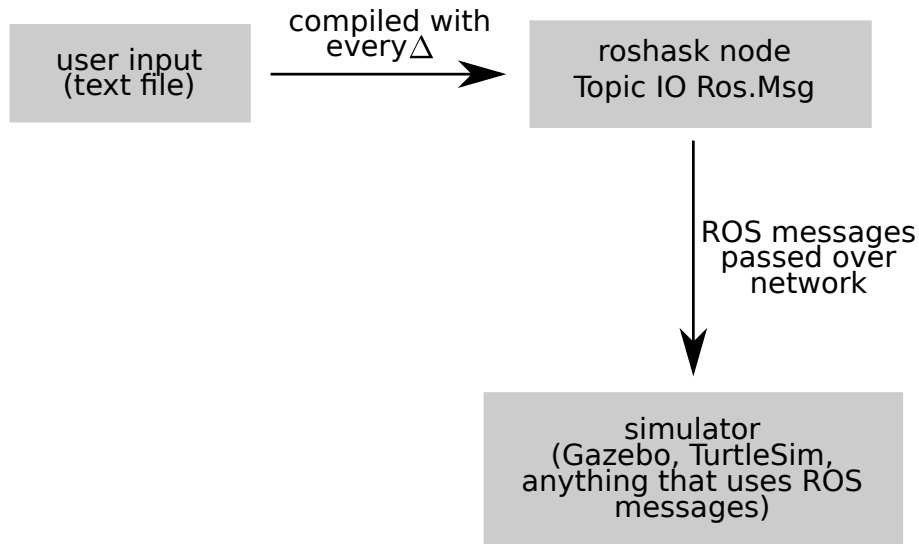 user input
(text file)
compiled with
every Δ
roshask node
Topic IO Ros.Msg
ROS messages
passed over
network
simulator
(Gazebo, TurtleSim,
anything that uses ROS
messages)